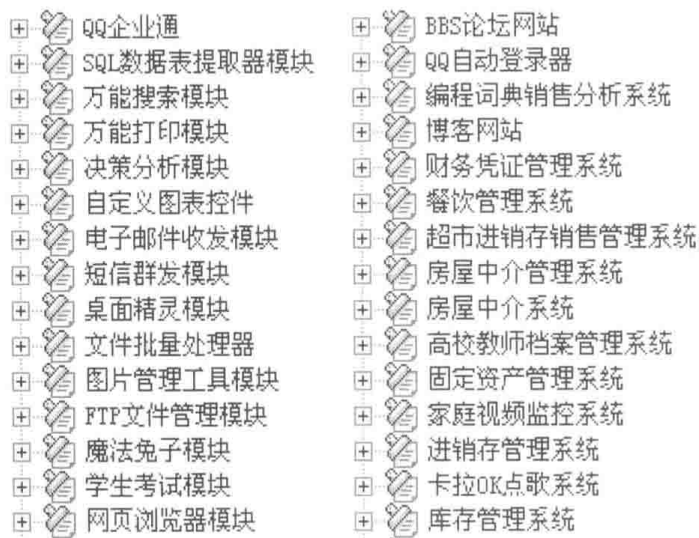 QQ企业通
SQL数据表提取器模块
万能搜索模块
万能打印模块
决策分析模块
自定义图表控件
电子邮件收发模块
短信群发模块
桌面精灵模块
文件批量处理器
图片管理工具模块
FTP文件管理模块
魔法兔子模块
学生考试模块
网页浏览器模块
BBS论坛网站
QQ自动登录器
编程词典销售分析系统
博客网站
财务凭证管理系统
餐饮管理系统
超市进销存销售管理系统
房屋中介管理系统
房屋中介系统
高校教师档案管理系统
固定资产管理系统
家庭视频监控系统
进销存管理系统
卡拉OK点歌系统
库存管理系统